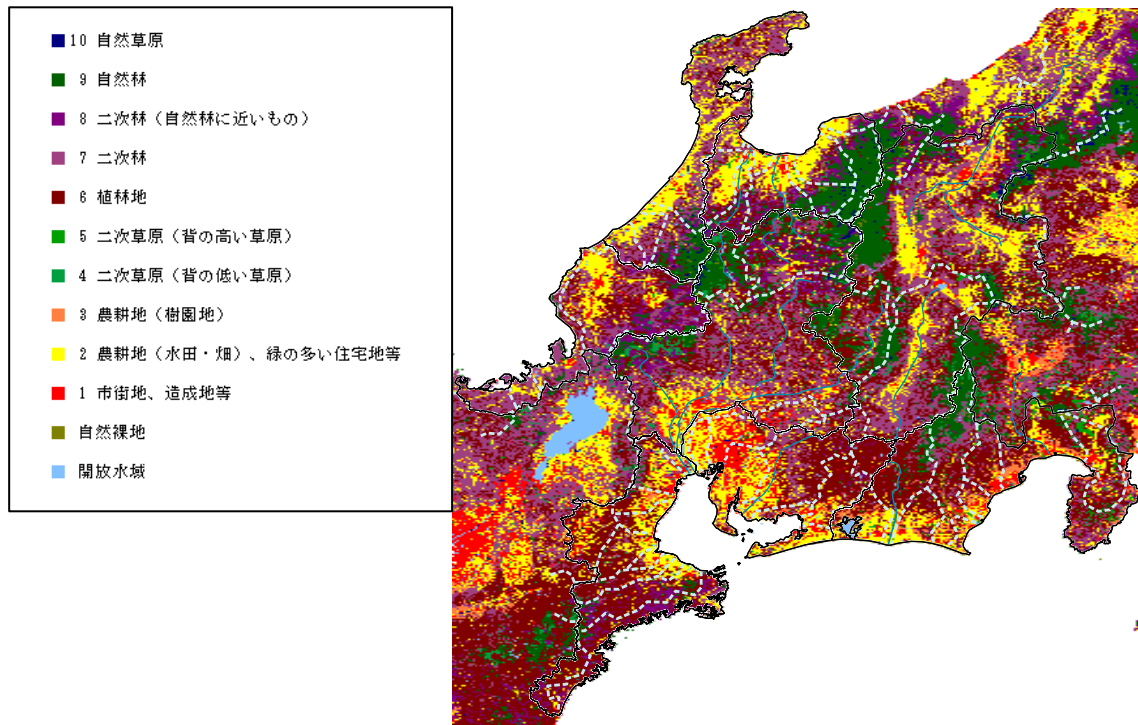 10 自然草原
9 自然林
8 二次林（自然林に近いもの）
7 二次林
6 植林地
5 二次草原（背の高い草原）
4 二次草原（背の低い草原）
3 農耕地（樹園地）
2 農耕地（水田・畑）、緑の多い住宅地等
1 市街地、造成地等
自然裸地
開放水域